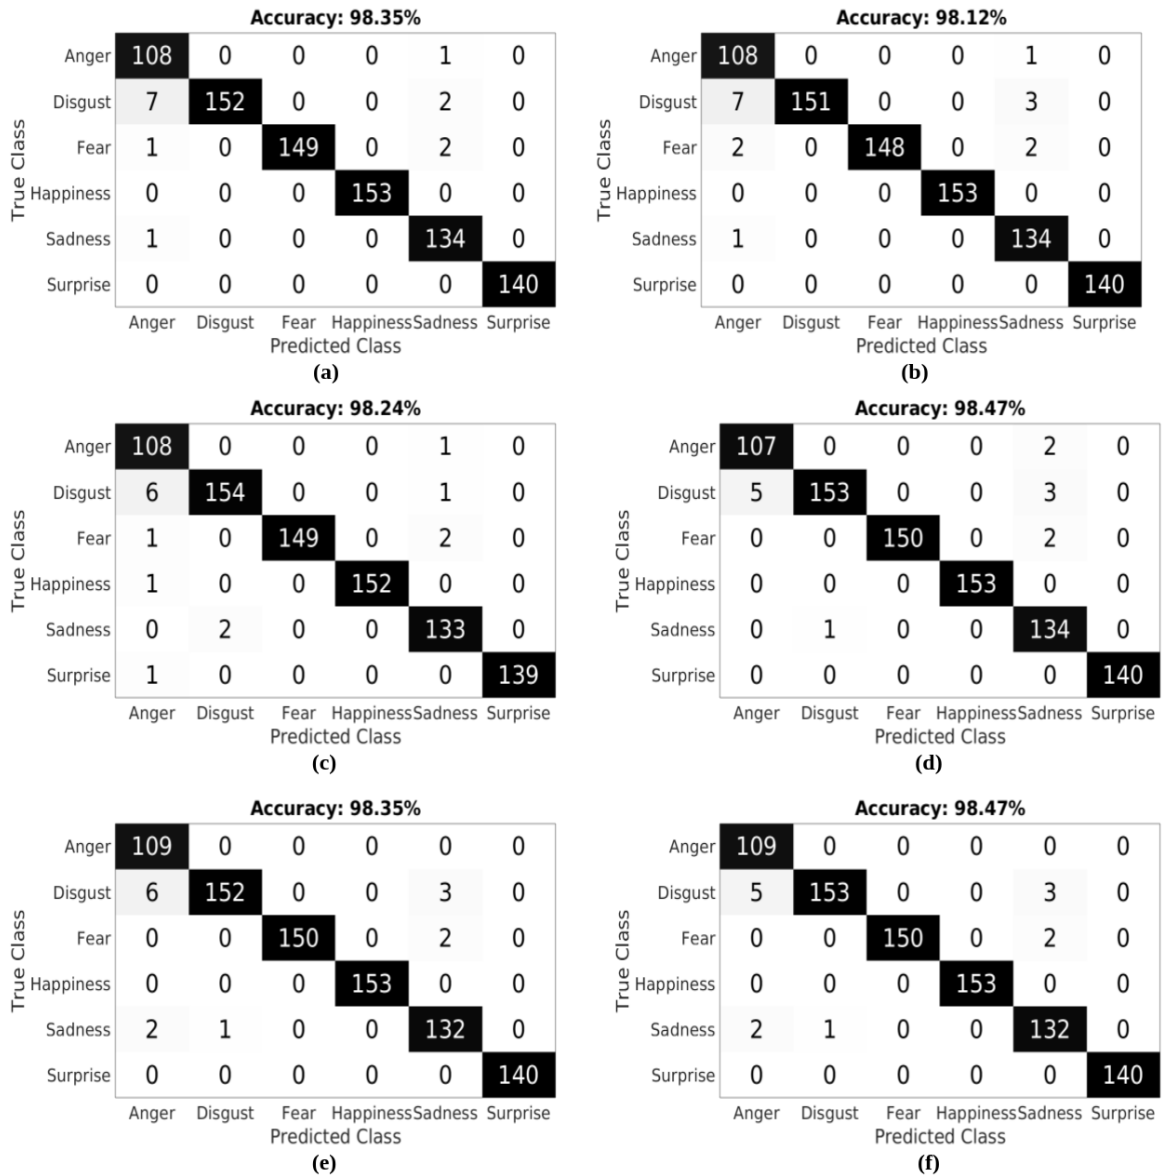 Accuracy: 98.35%
True Class
Anger 108 0 0 0 1 0
Disgust 7 152 0 0 2 0
Fear 1 0 149 0 2 0
Happiness 0 0 0 153 0 0
Sadness 1 0 0 0 134 0
Surprise 0 0 0 0 0 140
Anger Disgust Fear Happiness Sadness Surprise
Predicted Class
(a)
Accuracy: 98.12%
True Class
Anger 108 0 0 0 1 0
Disgust 7 151 0 0 3 0
Fear 2 0 148 0 2 0
Happiness 0 0 0 153 0 0
Sadness 1 0 0 0 134 0
Surprise 0 0 0 0 0 140
Anger Disgust Fear Happiness Sadness Surprise
Predicted Class
(b)
Accuracy: 98.24%
True Class
Anger 108 0 0 0 1 0
Disgust 6 154 0 0 1 0
Fear 1 0 149 0 2 0
Happiness 1 0 0 152 0 0
Sadness 0 2 0 0 133 0
Surprise 1 0 0 0 0 139
Anger Disgust Fear Happiness Sadness Surprise
Predicted Class
(c)
Accuracy: 98.47%
True Class
Anger 107 0 0 0 2 0
Disgust 5 153 0 0 3 0
Fear 0 0 150 0 2 0
Happiness 0 0 0 153 0 0
Sadness 0 1 0 0 134 0
Surprise 0 0 0 0 0 140
Anger Disgust Fear Happiness Sadness Surprise
Predicted Class
(d)
Accuracy: 98.35%
True Class
Anger 109 0 0 0 0 0
Disgust 6 152 0 0 3 0
Fear 0 0 150 0 2 0
Happiness 0 0 0 153 0 0
Sadness 2 1 0 0 132 0
Surprise 0 0 0 0 0 140
Anger Disgust Fear Happiness Sadness Surprise
Predicted Class
(e)
Accuracy: 98.47%
True Class
Anger 109 0 0 0 0 0
Disgust 5 153 0 0 3 0
Fear 0 0 150 0 2 0
Happiness 0 0 0 153 0 0
Sadness 2 1 0 0 132 0
Surprise 0 0 0 0 0 140
Anger Disgust Fear Happiness Sadness Surprise
Predicted Class
(f)